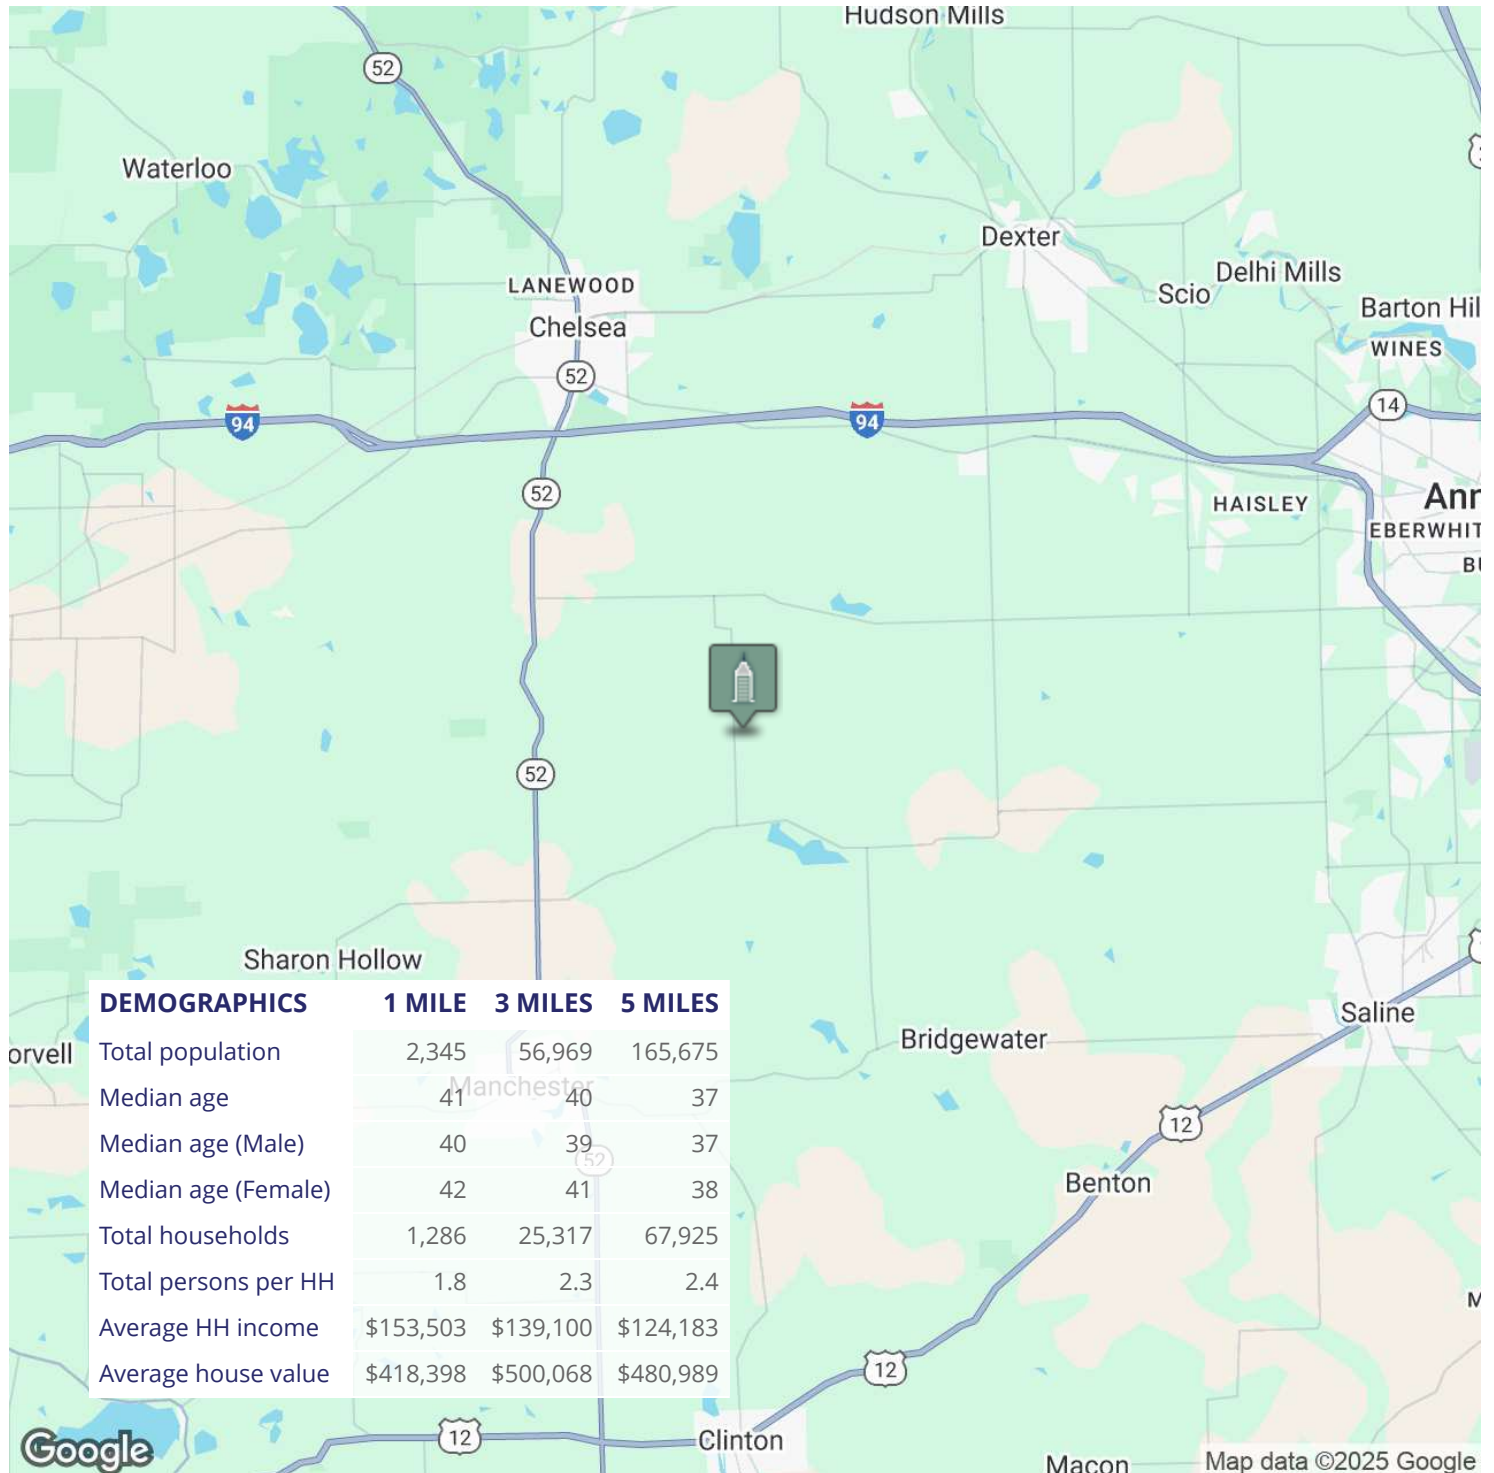 Hudson Mills
52
Waterloo
Dexter
LANEWOOD
Delhi Mills
Scio
Chelsea
Barton Hil
WINES
52
14
94
94
52
HAISLEY
Ann
EBERWHIT
BU
52
Sharon Hollow
DEMOGRAPHICS 1 MILE 3 MILES 5 MILES
Saline
Bridgewater
orvell
Total population 2,345 56,969 165,675
Manchester
Median age 41 40 37
12
Median age (Male) 40 39 37
52
Benton
Median age (Female) 42 41 38
Total households 1,286 25,317 67,925
Total persons per HH 1.8 2.3 2.4
M
Average HH income $153,503 $139,100 $124,183
Average house value $418,398 $500,068 $480,989
12
12
Clinton
Google
Macon
Map data ©2025 Google